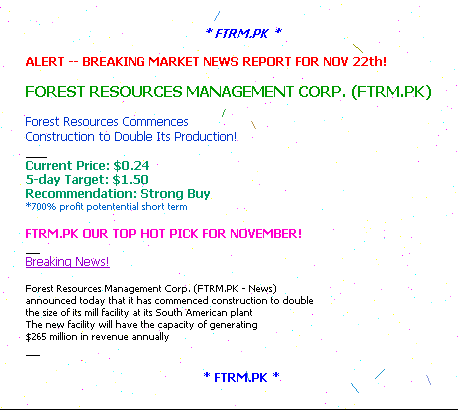 * FTRM.PK *
ALERT -- BREAKING MARKET NEWS REPORT FOR NOV 22th!
FOREST RESOURCES MANAGEMENT CORP. (FTRM.PK)
Forest Resources Commences
Construction to Double Its Production!
Current Price: $0.24
5-day Target: $1.50
Recommendation: Strong Buy
*700% profit potentential short term
FTRM.PK OUR TOP HOT PICK FOR NOVEMBER!
Breaking News!
Forest Resources Management Corp. (FTRM.PK - News)
announced today that it has commenced construction to double
the size of its mill facility at its South American plant
The new facility will have the capacity of generating
$265 million in revenue annually
* FTRM.PK *